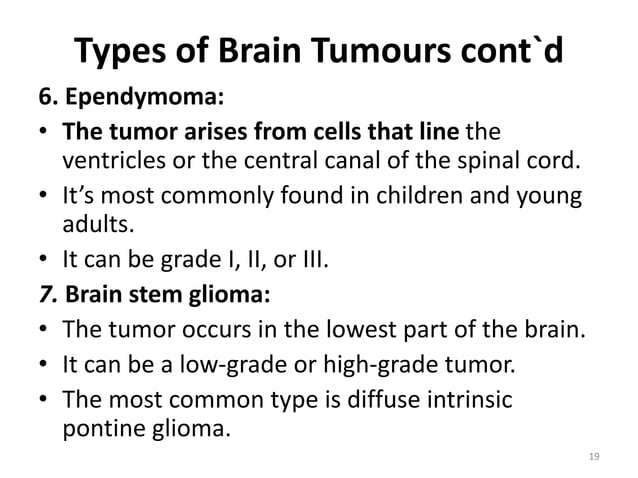 Types of Brain Tumours cont`d
6. Ependymoma:
• The tumor arises from cells that line the
ventricles or the central canal of the spinal cord.
• It’s most commonly found in children and young
adults.
• It can be grade I, II, or III.
7. Brain stem glioma:
• The tumor occurs in the lowest part of the brain.
• It can be a low-grade or high-grade tumor.
• The most common type is diffuse intrinsic
pontine glioma.
19